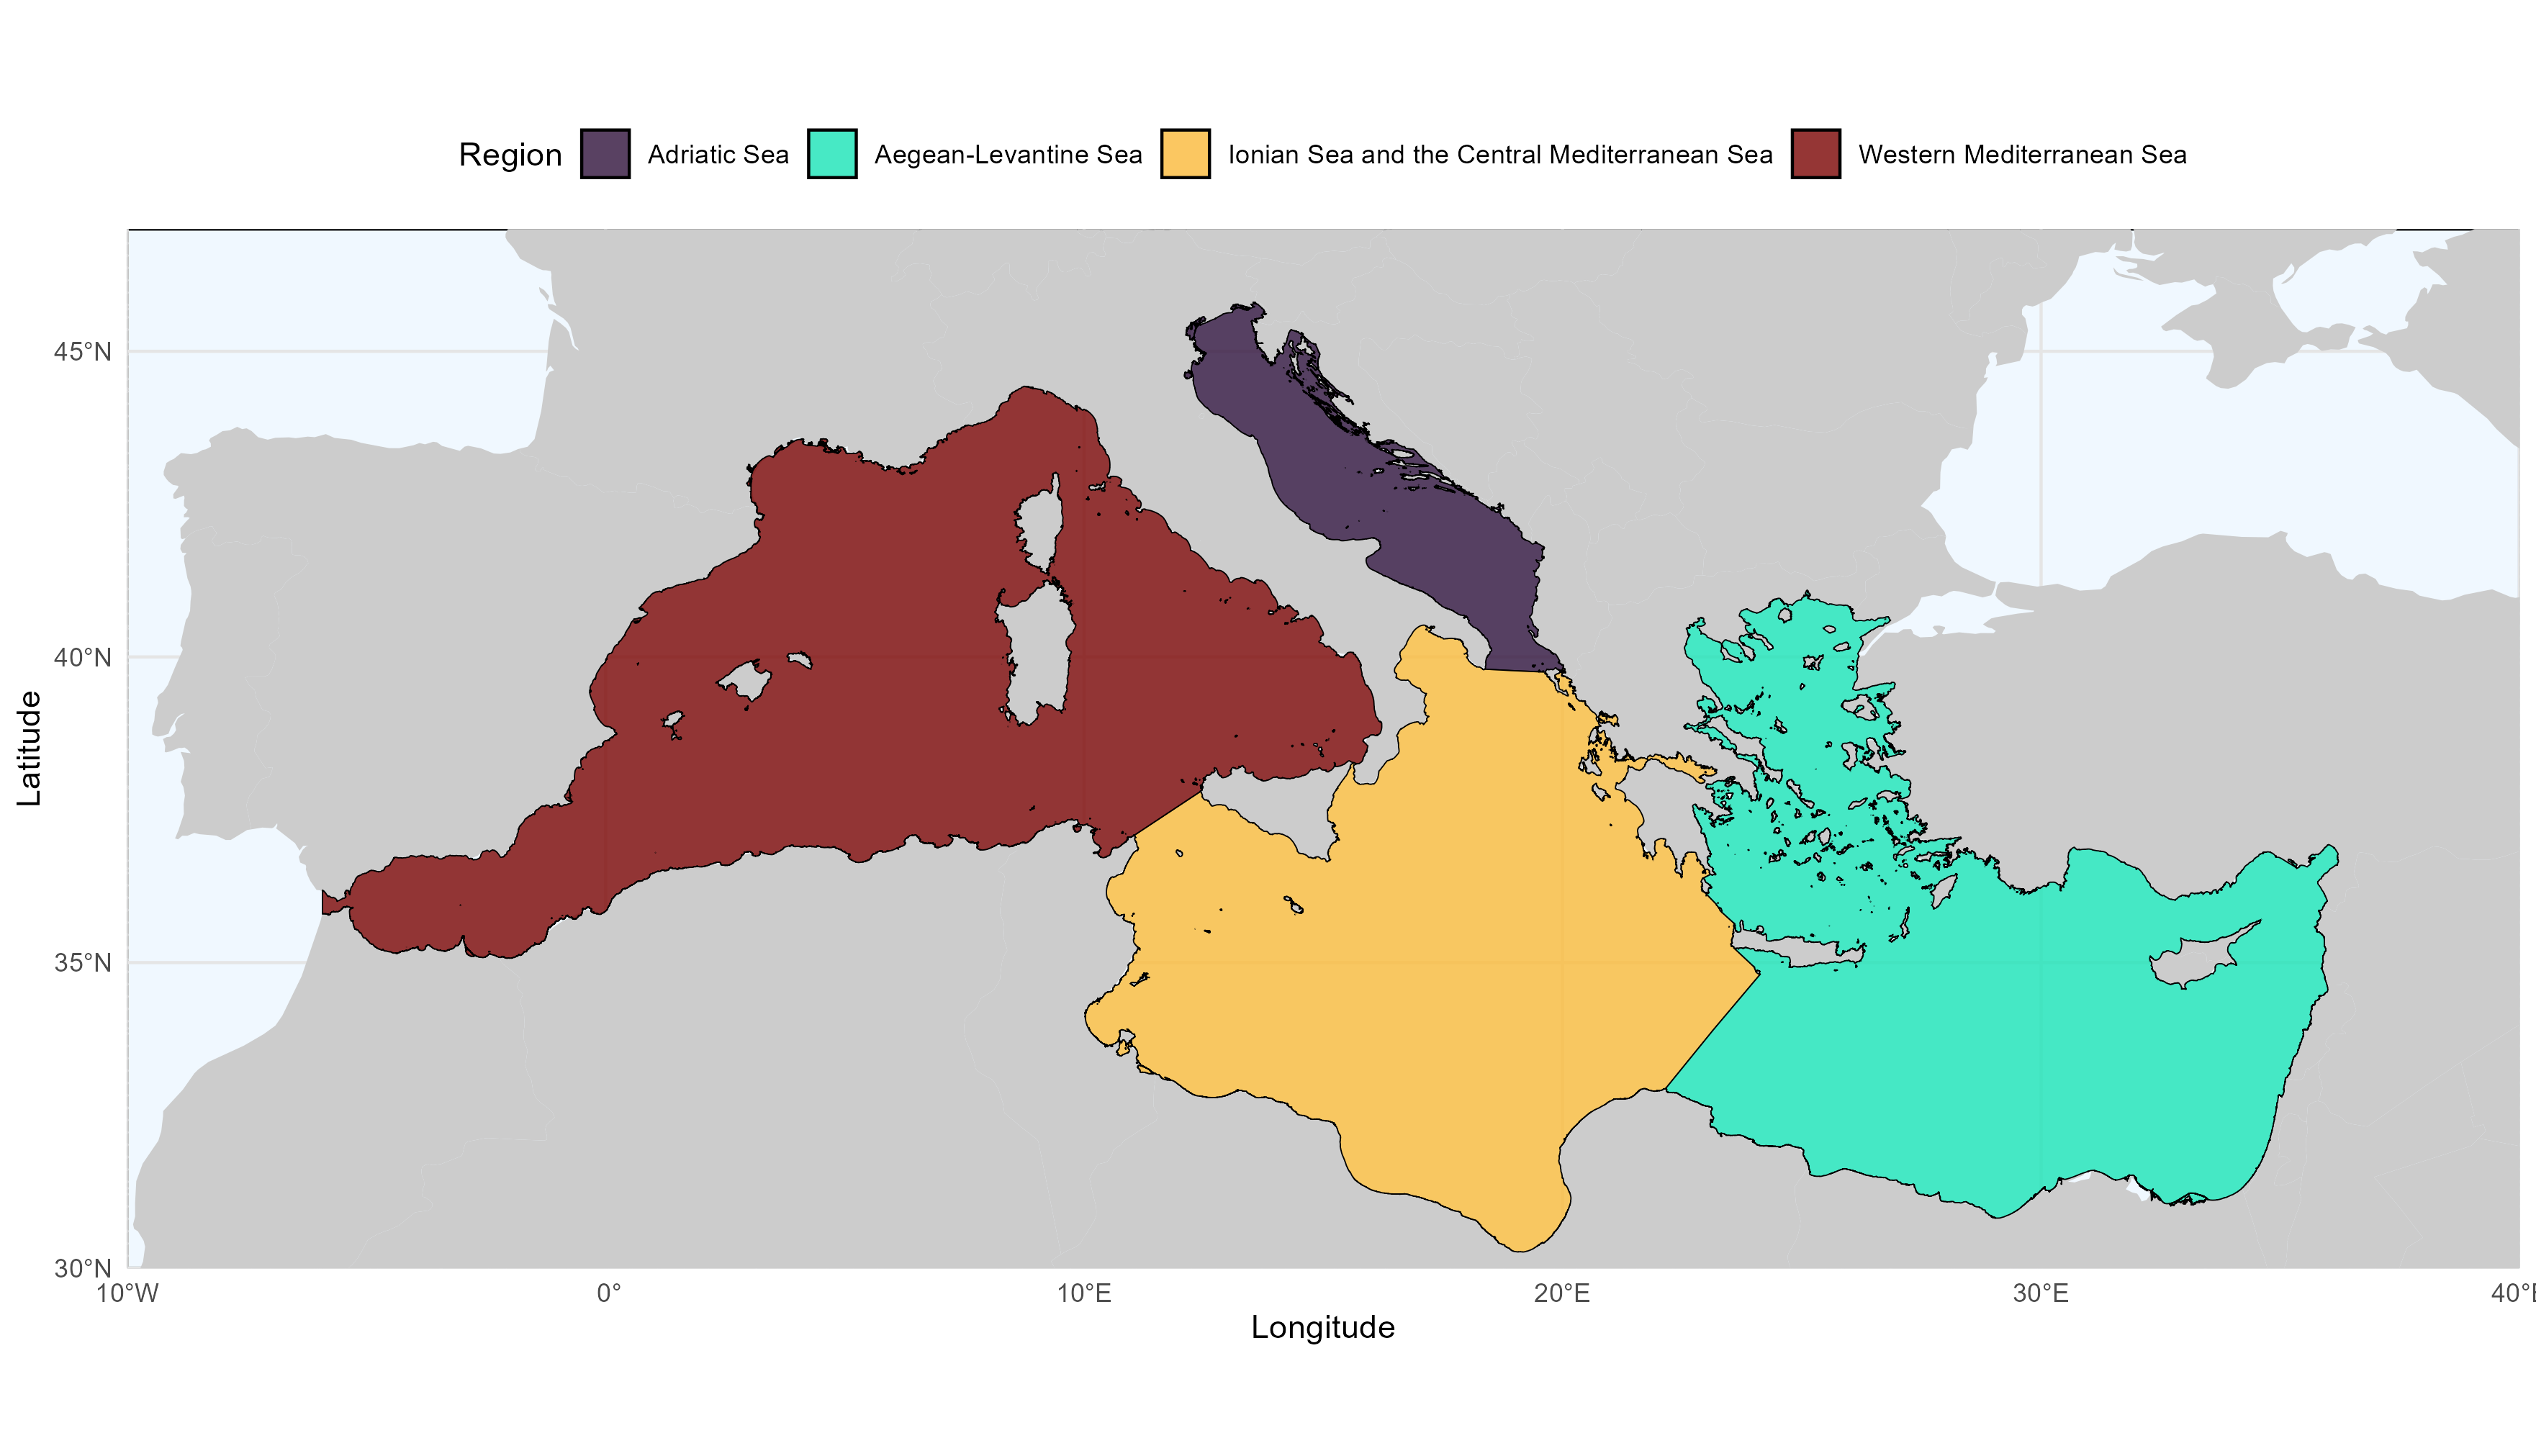 Region Adriatic Sea Aegean-Levantine Sea Ionian Sea and the Central Mediterranean Sea Western Mediterranean Sea
45°N
40°N
35°N
30°N
Latitude
10°W 0° 10°E 20°E 30°E 40°E
Longitude